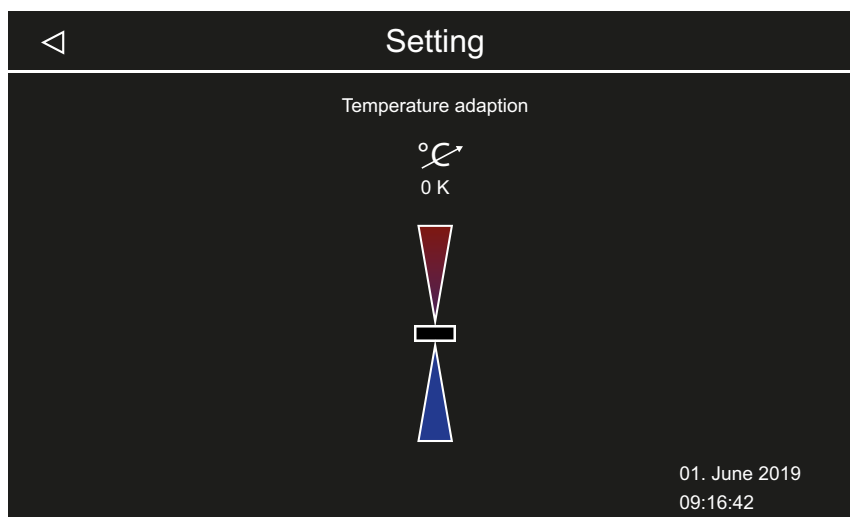 Setting
Temperature adaption
°C
0 K
01. June 2019
09:16:42